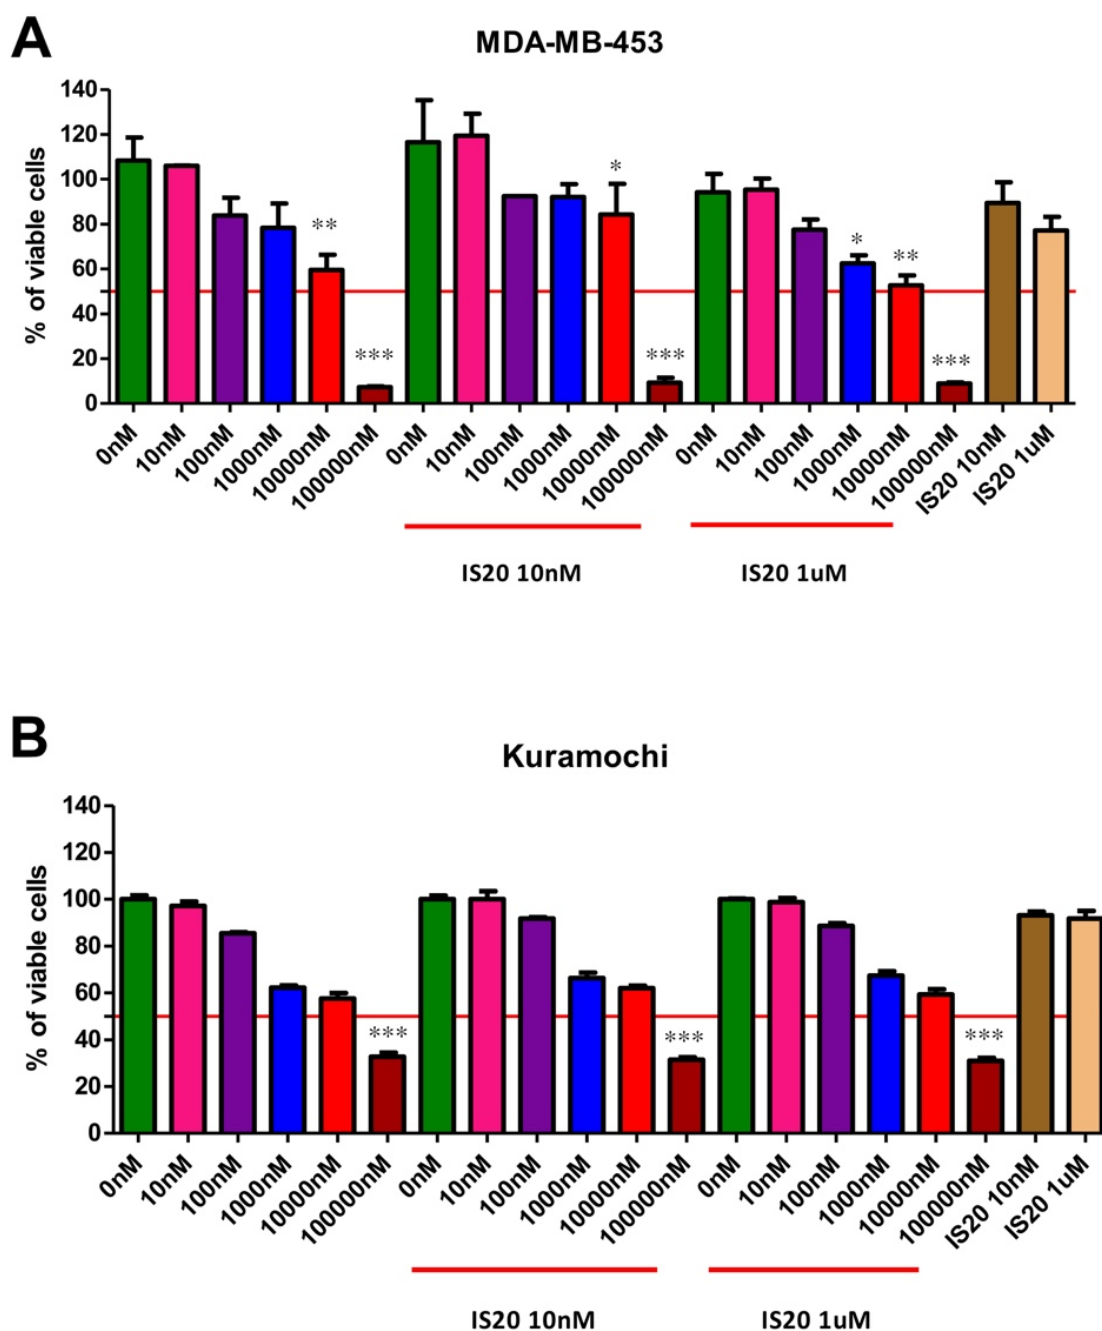 A
MDA-MB-453
% of viable cells
140
120
100
80
60
40
20
0
**
***
*
***
*
**
***
0nM
10nM
100nM
1000nM
10000nM
100000nM
0nM
10nM
100nM
1000nM
10000nM
100000nM
0nM
10nM
100nM
1000nM
10000nM
100000nM
IS20 10nM
IS20 1uM
IS20 10nM
IS20 1uM
B
Kuramochi
% of viable cells
140
120
100
80
60
40
20
0
***
***
***
0nM
10nM
100nM
1000nM
10000nM
100000nM
0nM
10nM
100nM
1000nM
10000nM
100000nM
0nM
10nM
100nM
1000nM
10000nM
100000nM
IS20 10nM
IS20 1uM
IS20 10nM
IS20 1uM